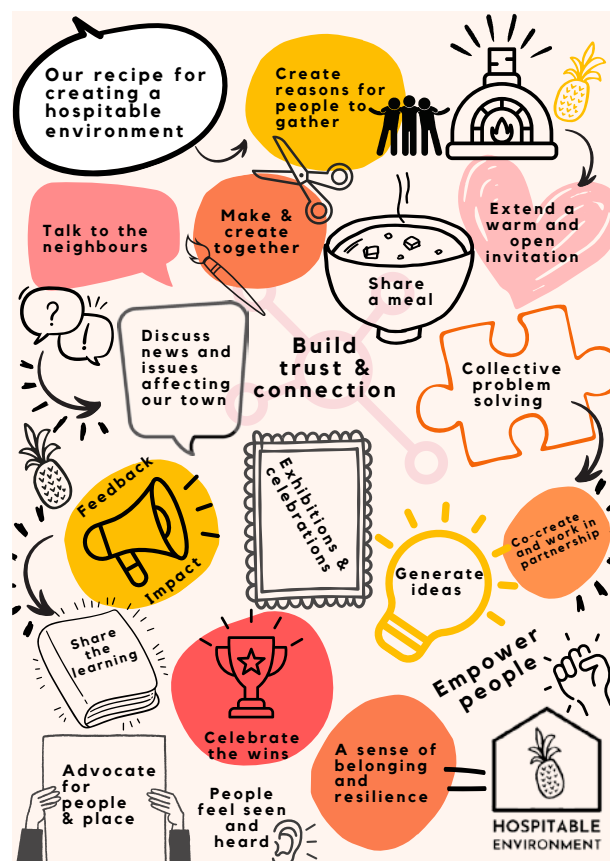 Our recipe for
creating a
hospitable
environment
Create
reasons for
people to
gather
Talk to the
neighbours
Make &
create
together
Share
a meal
Extend a
warm and
open
invitation
?
!
Discuss
news and
issues
affecting
our town
Build
trust &
connection
Collective
problem
solving
Feedback
Impact
Exhibitions &
celebrations
Generate
ideas
Co-create
and work in
partnership
Share
the
learning
Celebrate
the wins
Empower
people
Advocate
for
people
& place
People
feel seen
and
heard
A sense of
belonging
and
resilience
HOSPITABLE
ENVIRONMENT